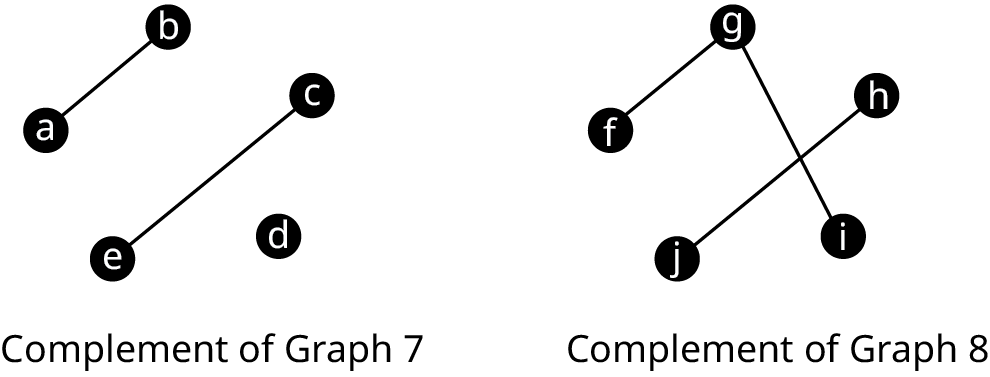 b g
c h
a f
d i
e j
Complement of Graph 7 Complement of Graph 8